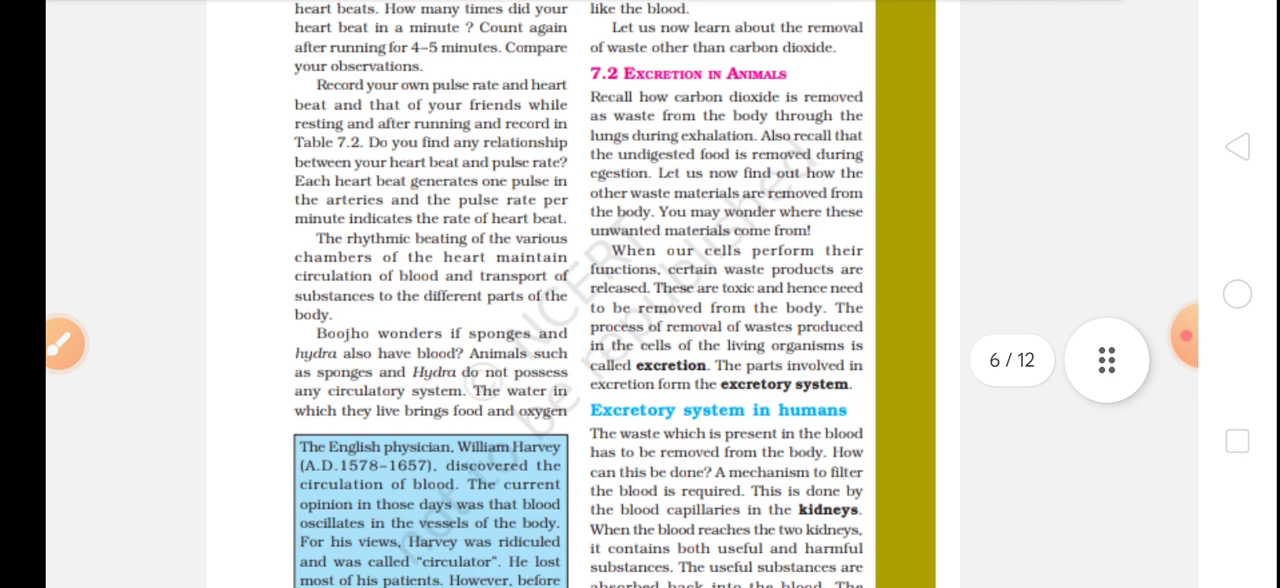 heart beats. How many times did your
heart beat in a minute ? Count again
after running for 4–5 minutes. Compare
your observations.
Record your own pulse rate and heart
beat and that of your friends while
resting and after running and record in
Table 7.2. Do you find any relationship
between your heart beat and pulse rate?
Each heart beat generates one pulse in
the arteries and the pulse rate per
minute indicates the rate of heart beat.
The rhythmic beating of the various
chambers of the heart maintain
circulation of blood and transport of
substances to the different parts of the
body.
Boojho wonders if sponges and
hydra also have blood? Animals such
as sponges and Hydra do not possess
any circulatory system. The water in
which they live brings food and oxygen
The English physician, William Harvey
(A.D.1578–1657), discovered the
circulation of blood. The current
opinion in those days was that blood
oscillates in the vessels of the body.
For his views, Harvey was ridiculed
and was called “circulator”. He lost
most of his patients. However, before
like the blood.
Let us now learn about the removal
of waste other than carbon dioxide.
7.2 EXCRETION IN ANIMALS
Recall how carbon dioxide is removed
as waste from the body through the
lungs during exhalation. Also recall that
the undigested food is removed during
egestion. Let us now find out how the
other waste materials are removed from
the body. You may wonder where these
unwanted materials come from!
When our cells perform their
functions, certain waste products are
released. These are toxic and hence need
to be removed from the body. The
process of removal of wastes produced
in the cells of the living organisms is
called excretion. The parts involved in
excretion form the excretory system.
Excretory system in humans
The waste which is present in the blood
has to be removed from the body. How
can this be done? A mechanism to filter
the blood is required. This is done by
the blood capillaries in the kidneys.
When the blood reaches the two kidneys,
it contains both useful and harmful
substances. The useful substances are
absorbed back into the blood. The
© NCERT
not to be republished
6 / 12